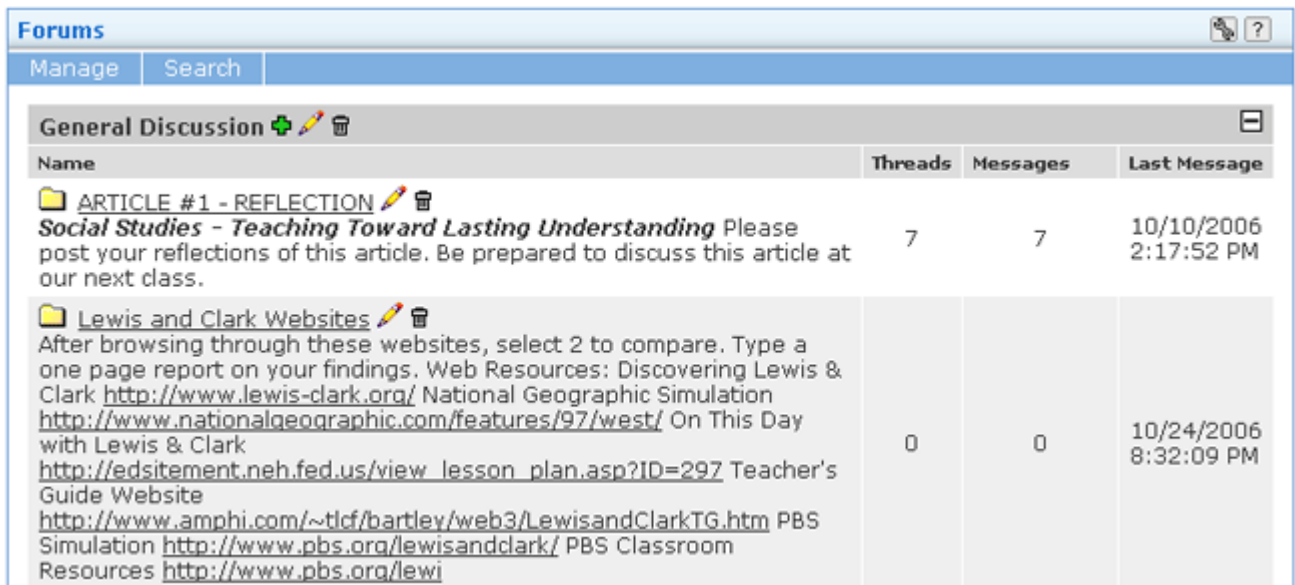 Forums ?
Manage Search
General Discussion
Name Threads Messages Last Message
ARTICLE #1 - REFLECTION
Social Studies - Teaching Toward Lasting Understanding Please
post your reflections of this article. Be prepared to discuss this article at
our next class.
7 7 10/10/2006
2:17:52 PM
Lewis and Clark Websites
After browsing through these websites, select 2 to compare. Type a
one page report on your findings. Web Resources: Discovering Lewis &
Clark http://www.lewis-clark.org/ National Geographic Simulation
http://www.nationalgeographic.com/features/97/west/ On This Day
with Lewis & Clark
http://edsitement.neh.fed.us/view_lesson_plan.asp?ID=297 Teacher's
Guide Website
http://www.amphi.com/~tlcf/bartley/web3/LewisandClarkTG.htm PBS
Simulation http://www.pbs.org/lewisandclark/ PBS Classroom
Resources http://www.pbs.org/lewi
0 0 10/24/2006
8:32:09 PM